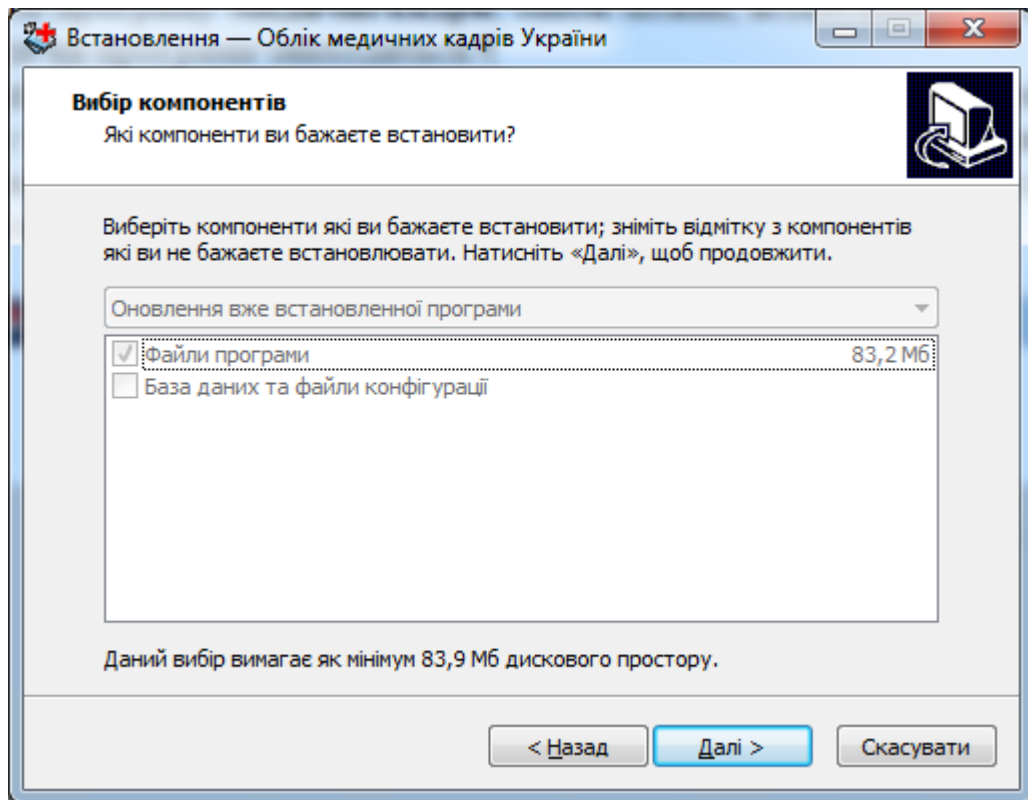 Встановлення — Облік медичних кадрів України
Вибір компонентів
Які компоненти ви бажаєте встановити?
Виберіть компоненти які ви бажаєте встановити; зніміть відмітку з компонентів
які ви не бажаєте встановлювати. Натисніть «Далі», щоб продовжити.
Оновлення вже встановленної програми
Файли програми 83,2 Мб
База даних та файли конфігурації
Даний вибір вимагає як мінімум 83,9 Мб дискового простору.
< Назад Далі > Скасувати